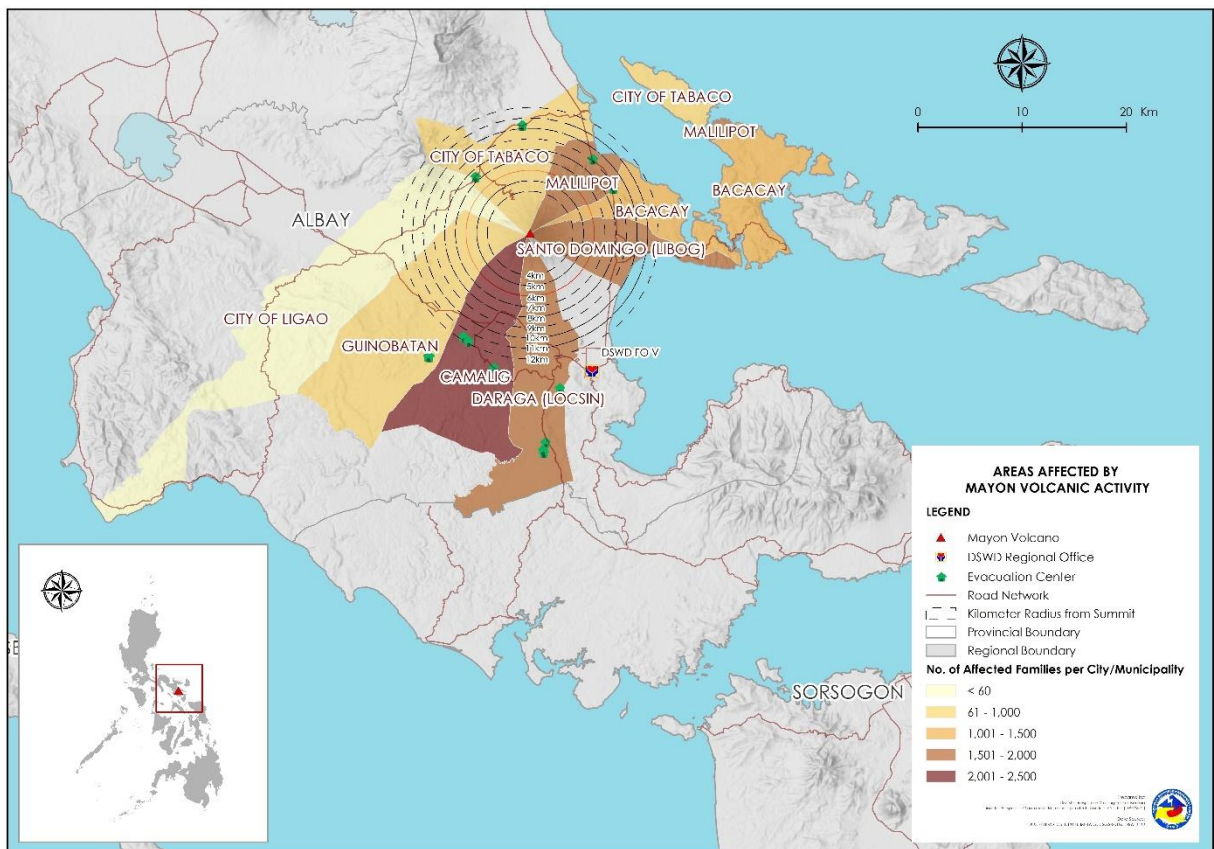 CITY OF TABACO
MALILIPOT
BACACAY
CITY OF TABACO
MALILIPOT
BACACAY
ALBAY
SANTO DOMINGO (LIBOG)
4km
5km
6km
7km
8km
9km
10km
11km
12km
CITY OF LIGAO
GUINOBATAN
CAMALIG
DARAGA (LOCSIN)
DSWD FO V
SORSOGON
0 10 20 Km
AREAS AFFECTED BY
MAYON VOLCANIC ACTIVITY
LEGEND
Mayon Volcano
DSWD Regional Office
Evacuation Center
Road Network
Kilometer Radius from Summit
Provincial Boundary
Regional Boundary
No. of Affected Families per City/Municipality
< 60
61 - 1,000
1,001 - 1,500
1,501 - 2,000
2,001 - 2,500